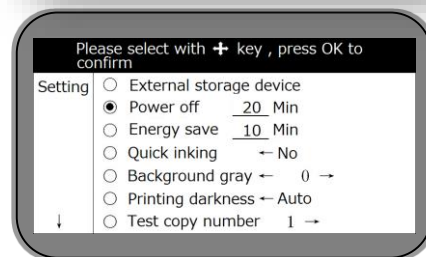 Please select with ✚ key , press OK to
confirm
Setting
External storage device
Power off 20 Min
Energy save 10 Min
Quick inking ← No
Background gray ← 0 →
Printing darkness ← Auto
Test copy number 1 →
↓